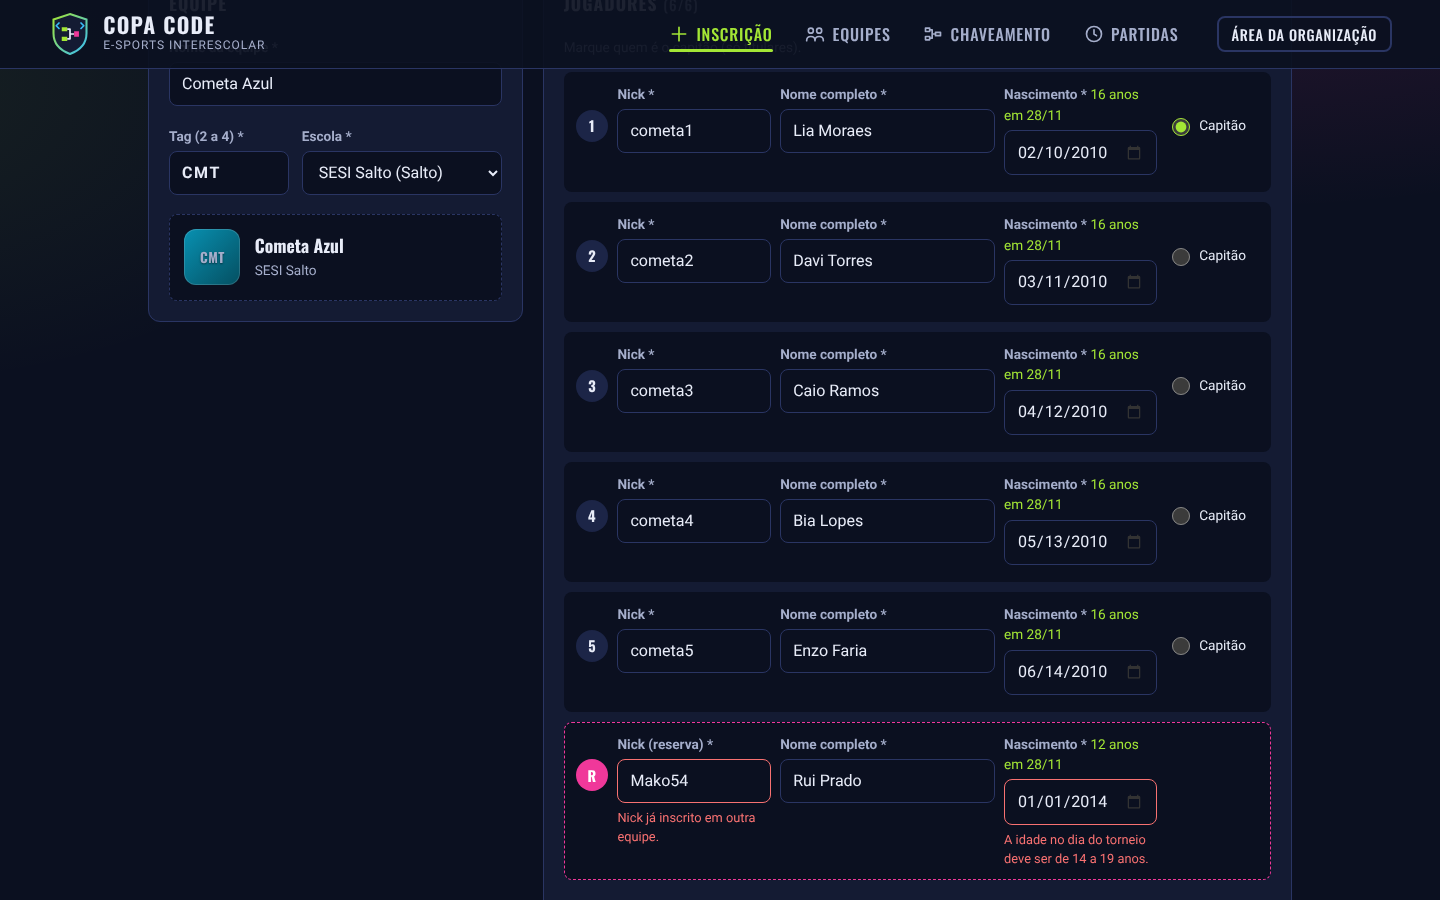 COPA CODE
E-SPORTS INTERESCOLAR
INSCRIÇÃO
EQUIPES
CHAVEAMENTO
PARTIDAS
ÁREA DA ORGANIZAÇÃO
EQUIPE
Cometa Azul
Tag (2 a 4) *
Escola *
CMT
SESI Salto (Salto)
CMT
Cometa Azul
SESI Salto
JOGADORES (6/6)
1
Nick *
cometa1
Nome completo *
Lia Moraes
Nascimento * 16 anos
em 28/11
02/10/2010
Capitão
2
Nick *
cometa2
Nome completo *
Davi Torres
Nascimento * 16 anos
em 28/11
03/11/2010
Capitão
3
Nick *
cometa3
Nome completo *
Caio Ramos
Nascimento * 16 anos
em 28/11
04/12/2010
Capitão
4
Nick *
cometa4
Nome completo *
Bia Lopes
Nascimento * 16 anos
em 28/11
05/13/2010
Capitão
5
Nick *
cometa5
Nome completo *
Enzo Faria
Nascimento * 16 anos
em 28/11
06/14/2010
Capitão
R
Nick (reserva) *
Mako54
Nick já inscrito em outra
equipe.
Nome completo *
Rui Prado
Nascimento * 12 anos
em 28/11
01/01/2014
A idade no dia do torneio
deve ser de 14 a 19 anos.